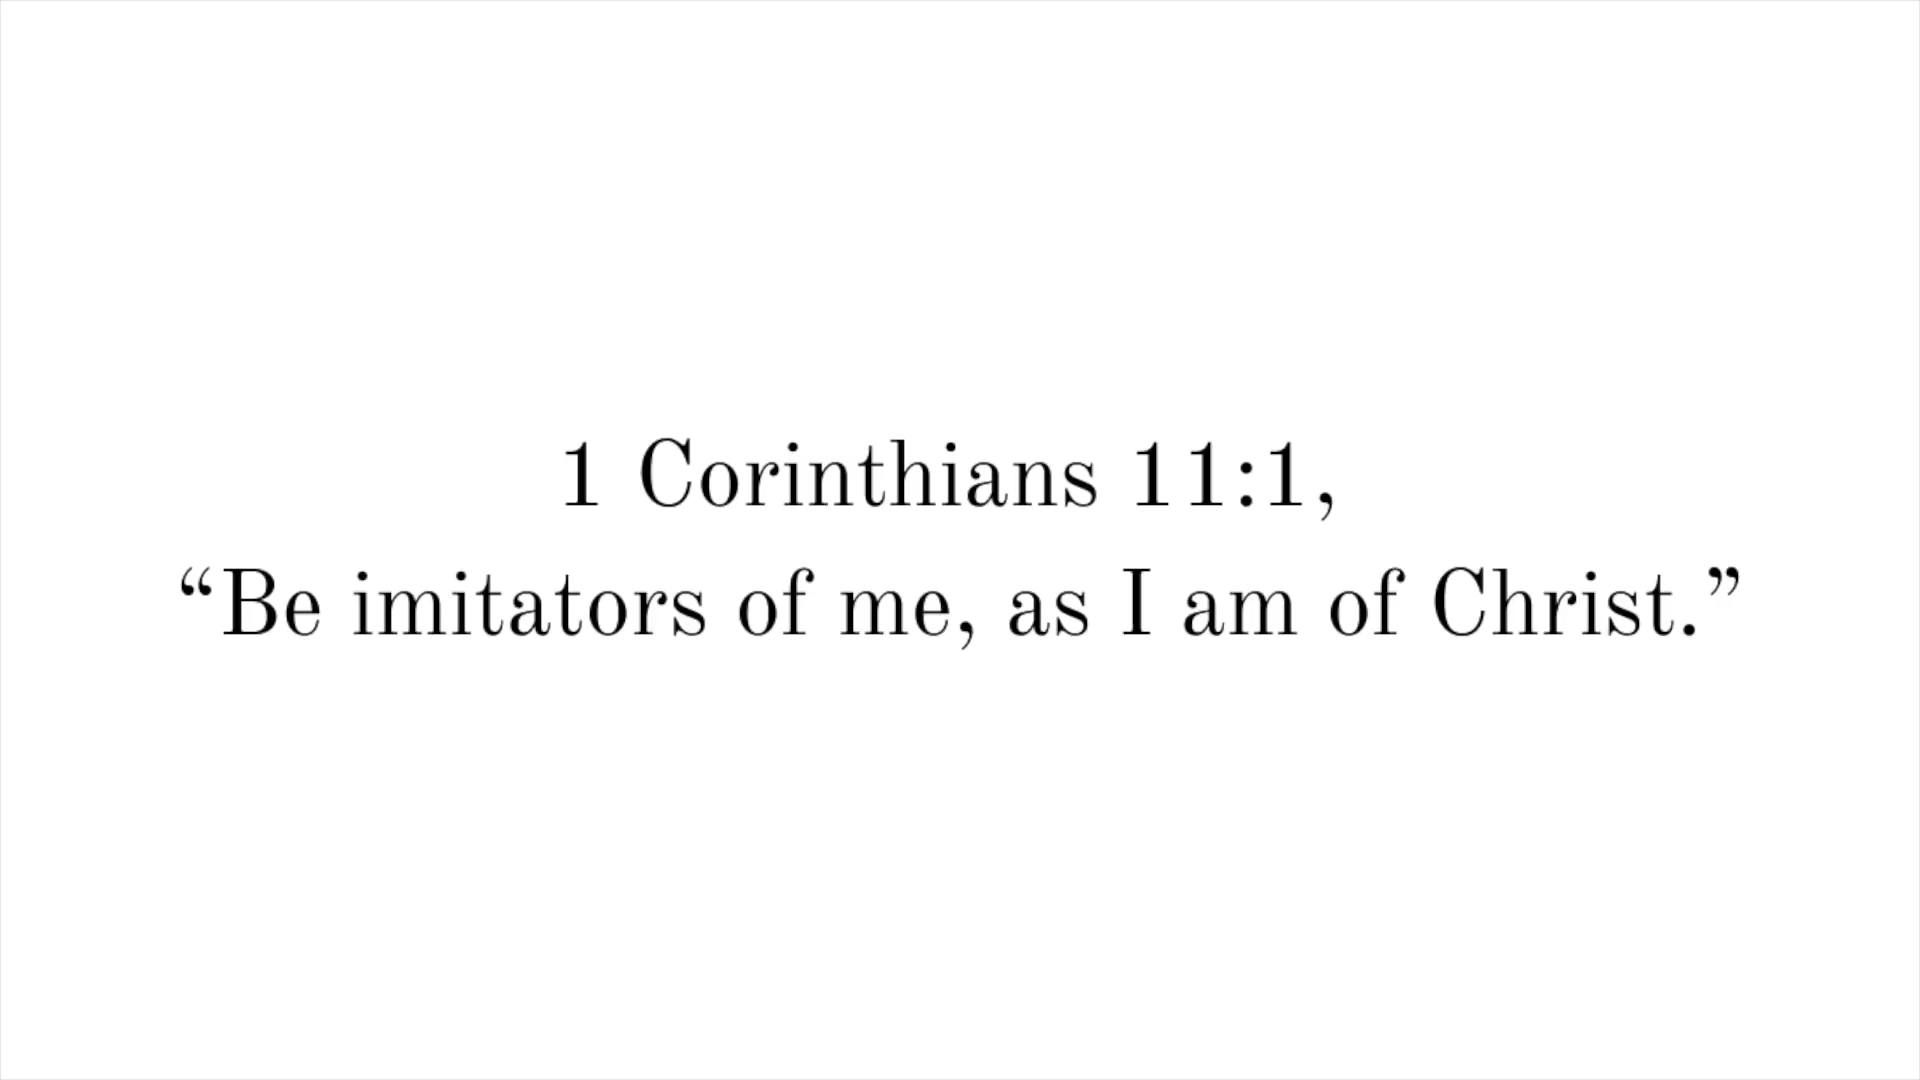 1 Corinthians 11:1,
“Be imitators of me, as I am of Christ.”